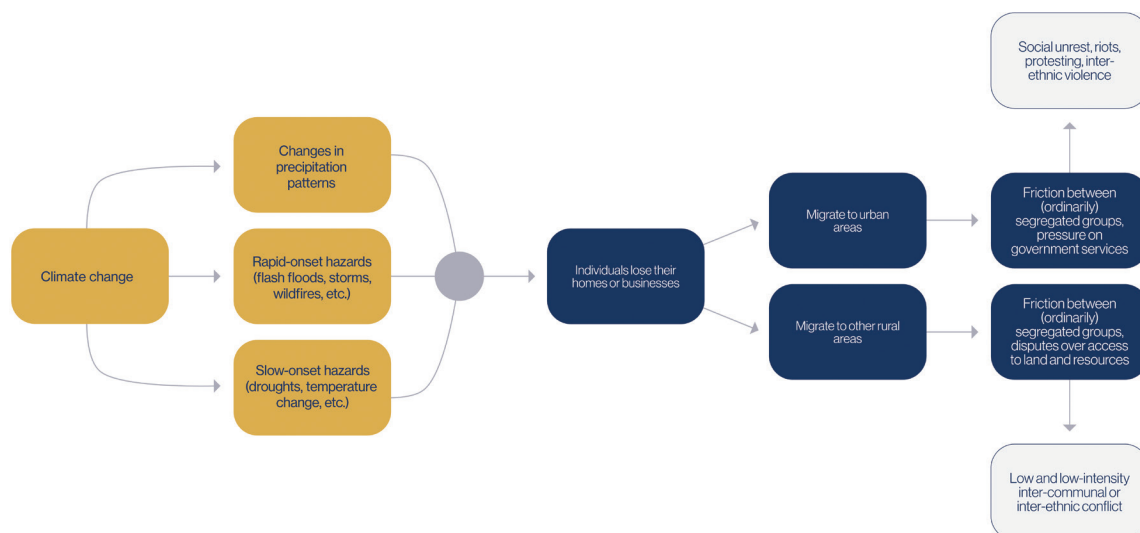 Social unrest, riots,
protesting, inter-
ethnic violence
Changes in
precipitation
patterns
Climate change
Rapid-onset hazards
(flash floods, storms,
wildfires, etc.)
Slow-onset hazards
(droughts, temperature
change, etc.)
Individuals lose their
homes or businesses
Migrate to urban
areas
Friction between
(ordinarily)
segregated groups,
pressure on
government services
Migrate to other rural
areas
Friction between
(ordinarily)
segregated groups,
disputes over access
to land and resources
Low and low-intensity
inter-communal or
inter-ethnic conflict